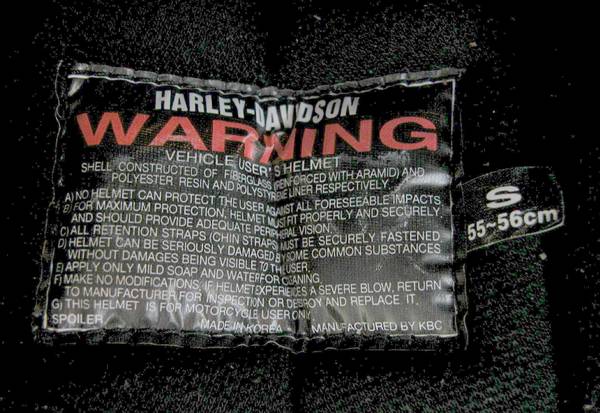 HARLEY-DAVIDSON
WARNING
VEHICLE USER'S HELMET
SHELL CONSTRUCTED OF FIBERGLASS (REINFORCED WITH ARAMID) AND
POLYESTER RESIN AND POLYSTYRENE LINER RESPECTIVELY.
A) NO HELMET CAN PROTECT THE USER AGAINST ALL FORESEEABLE IMPACTS
B) FOR MAXIMUM PROTECTION, HELMET MUST FIT PROPERLY AND SECURELY
AND SHOULD PROVIDE ADEQUATE PERIPHERAL VISION.
C) ALL RETENTION STRAPS (CHIN STRAPS) MUST BE SECURELY FASTENED
D) HELMET CAN BE SERIOUSLY DAMAGED BY SOME COMMON SUBSTANCES
WITHOUT DAMAGES BEING VISIBLE TO THE USER.
E) APPLY ONLY MILD SOAP AND WATER FOR CLEANING
F) MAKE NO MODIFICATIONS, IF HELMET EXPERIENCES A SEVERE BLOW, RETURN
TO MANUFACTURER FOR INSPECTION OR DESTROY AND REPLACE IT.
G) THIS HELMET IS FOR MOTORCYCLE USER ONLY
SPOILER MADE IN KOREA MANUFACTURED BY KBC
S
55~56cm